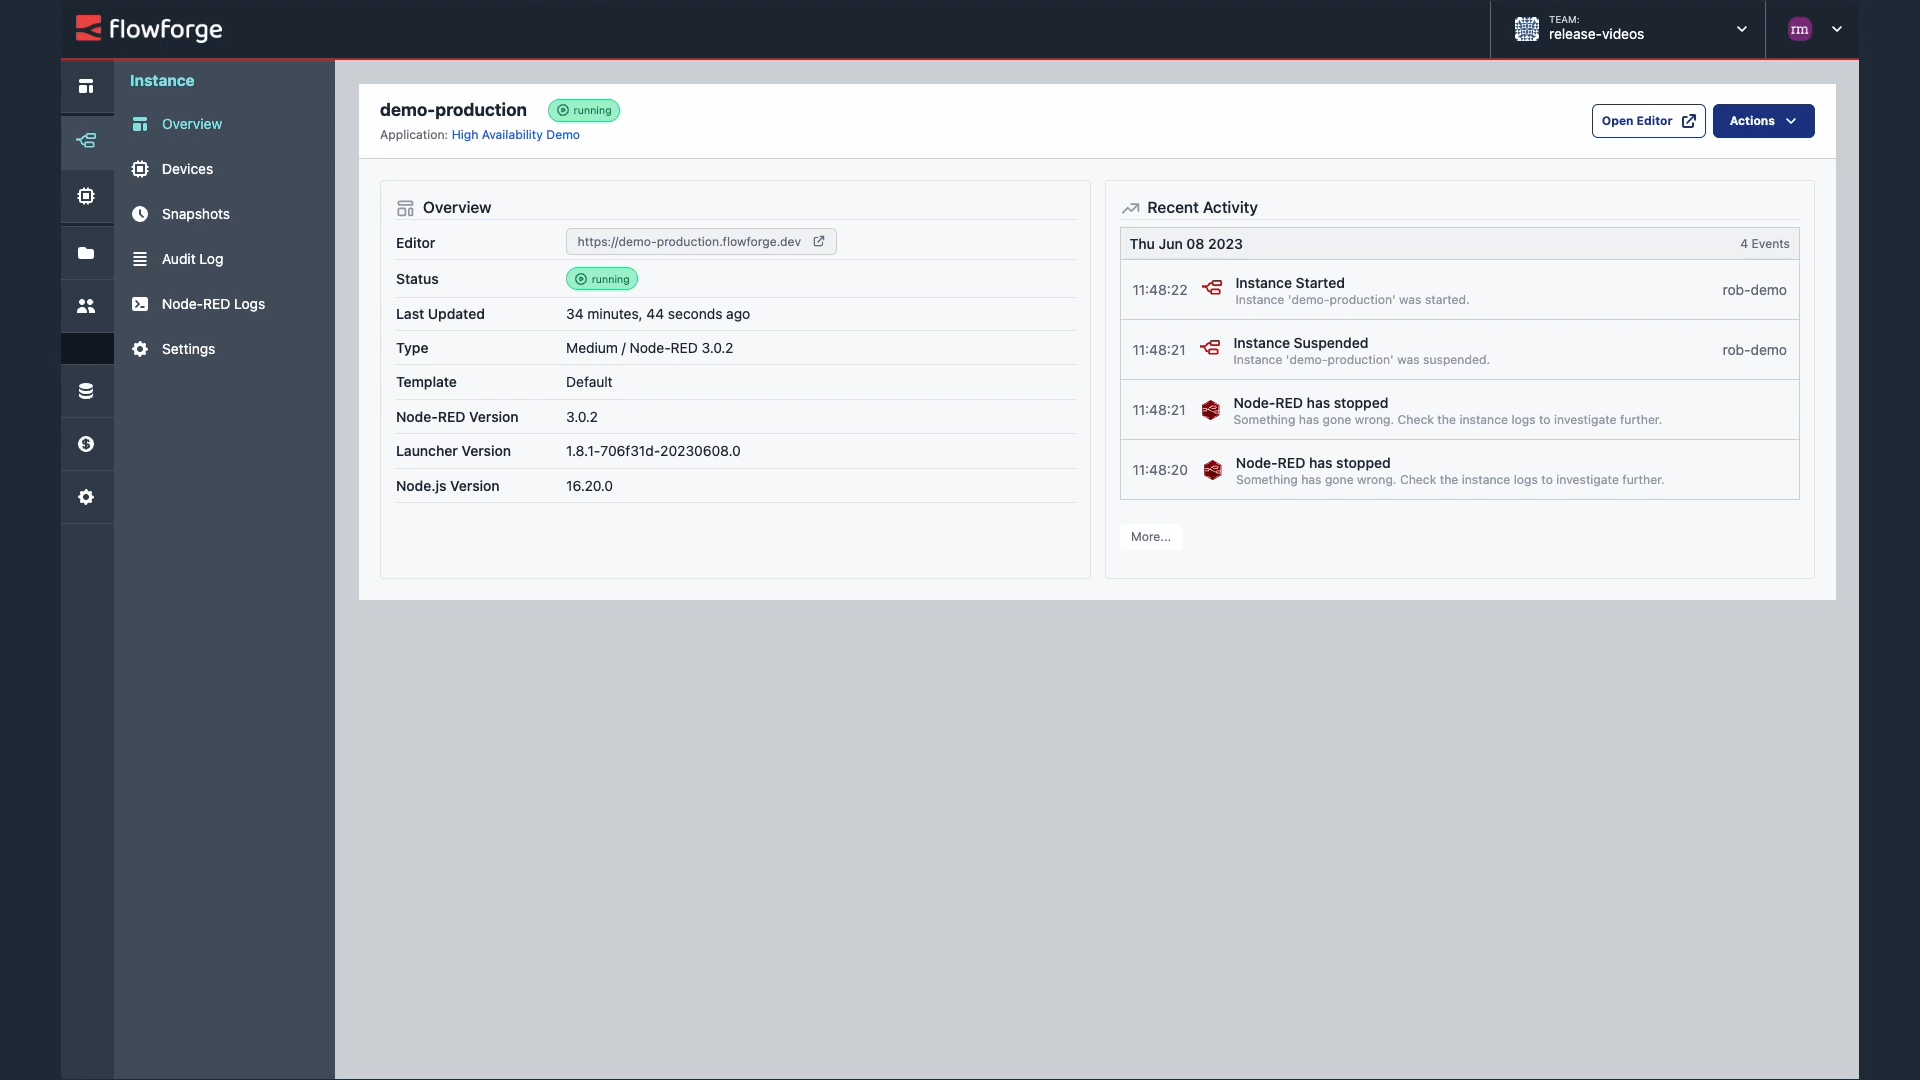 flowforge
TEAM:
release-videos
rm
Instance
Overview
Devices
Snapshots
Audit Log
Node-RED Logs
Settings
demo-production
running
Application: High Availability Demo
Open Editor
Actions
Overview
Editor
https://demo-production.flowforge.dev
Status
running
Last Updated
34 minutes, 44 seconds ago
Type
Medium / Node-RED 3.0.2
Template
Default
Node-RED Version
3.0.2
Launcher Version
1.8.1-706f31d-20230608.0
Node.js Version
16.20.0
Recent Activity
Thu Jun 08 2023
4 Events
11:48:22
Instance Started
Instance 'demo-production' was started.
rob-demo
11:48:21
Instance Suspended
Instance 'demo-production' was suspended.
rob-demo
11:48:21
Node-RED has stopped
Something has gone wrong. Check the instance logs to investigate further.
11:48:20
Node-RED has stopped
Something has gone wrong. Check the instance logs to investigate further.
More...